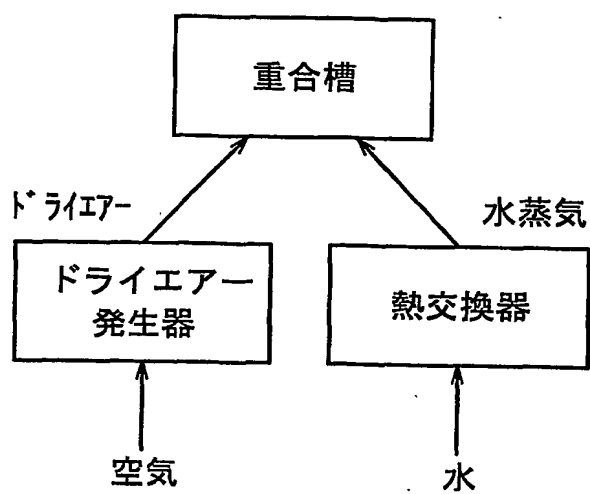 重合槽
ﾄﾞﾗｲｴｱｰ
水蒸気
ドライエアー
発生器
熱交換器
空気
水